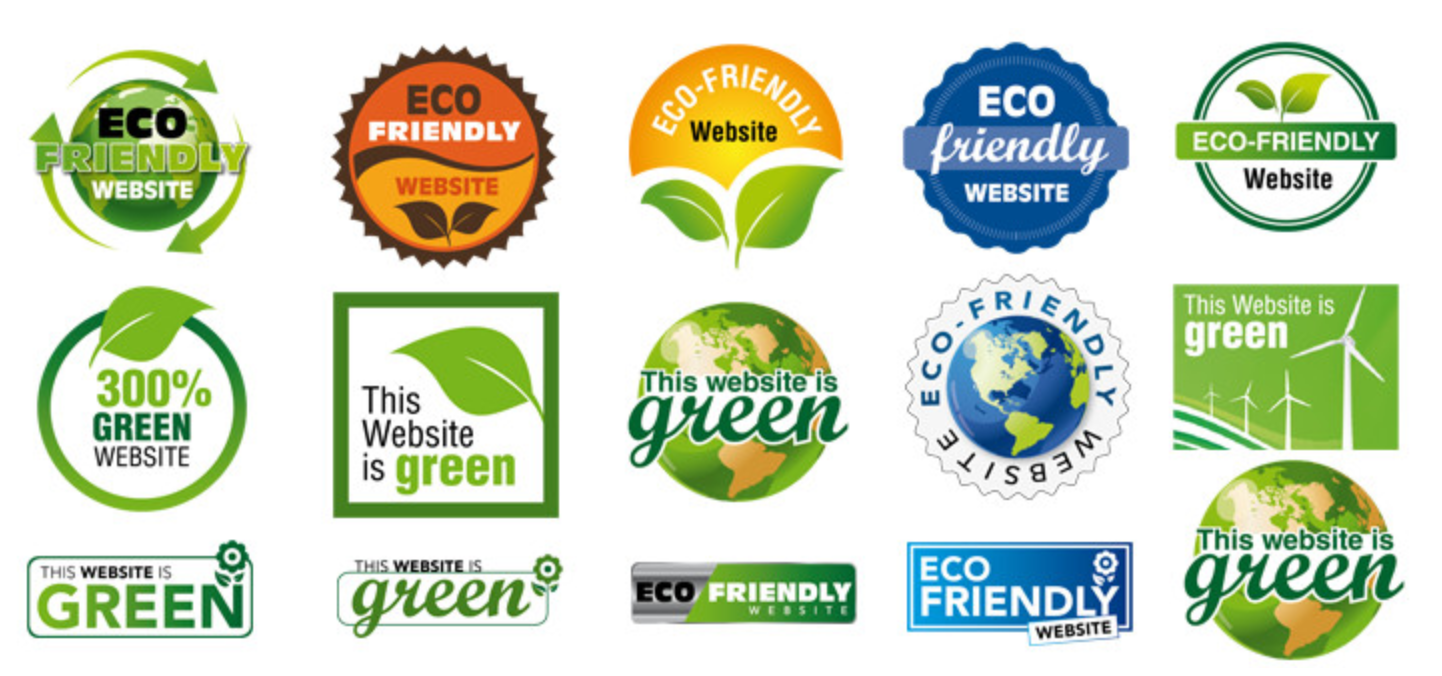 ECO
FRIENDLY
WEBSITE
ECO
FRIENDLY
WEBSITE
ECO-FRIENDLY
Website
ECO
friendly
WEBSITE
ECO-FRIENDLY
Website
300%
GREEN
WEBSITE
This
Website
is green
This website is
green
ECO-FRIENDLY
WEBSITE
This Website is
green
THIS WEBSITE IS
GREEN
THIS WEBSITE IS
green
ECO FRIENDLY
WEBSITE
ECO
FRIENDLY
WEBSITE
This website is
green